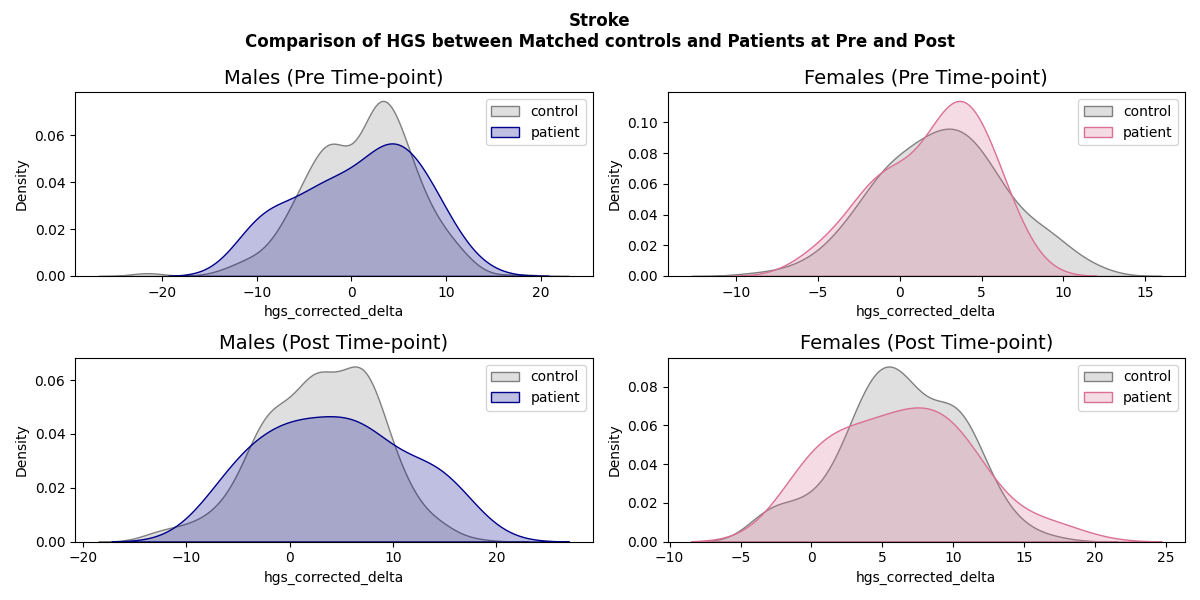 Stroke
Comparison of HGS between Matched controls and Patients at Pre and Post
Males (Pre Time-point)
Density
0.06
0.04
0.02
0.00
−20
−10
0
10
20
hgs_corrected_delta
control
patient
Females (Pre Time-point)
Density
0.10
0.08
0.06
0.04
0.02
0.00
−10
−5
0
5
10
15
hgs_corrected_delta
control
patient
Males (Post Time-point)
Density
0.06
0.04
0.02
0.00
−20
−10
0
10
20
hgs_corrected_delta
control
patient
Females (Post Time-point)
Density
0.08
0.06
0.04
0.02
0.00
−10
−5
0
5
10
15
20
25
hgs_corrected_delta
control
patient